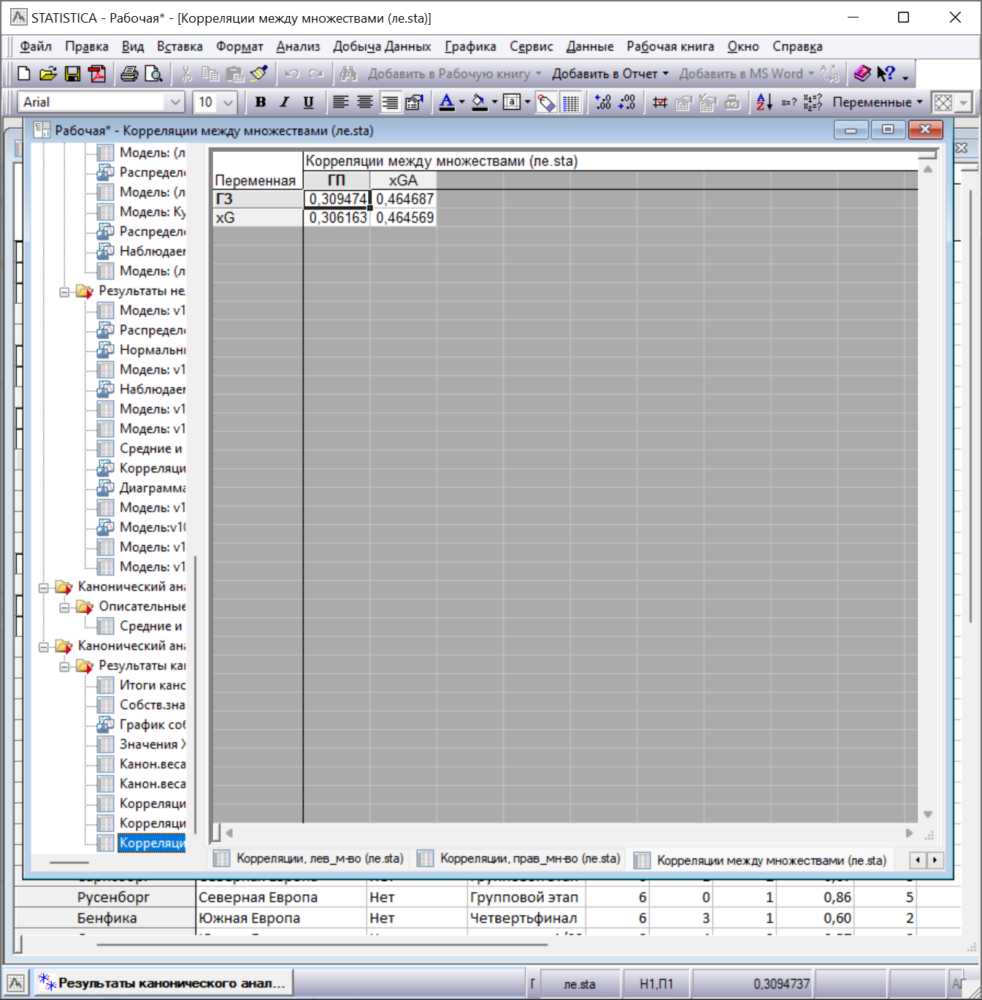 STATISTICA - Рабочая* - [Корреляции между множествами (ле.sta)]
Файл Правка Вид Вставка Формат Анализ Добыча Данных Графика Сервис Данные Рабочая книга Окно Справка
Добавить в Рабочую книгу Добавить в Отчет Добавить в MS Word
Arial 10 B I U Переменные
Рабочая* - Корреляции между множествами (ле.sta)
Модель: (л
Распредел
Модель: (л
Модель: Ку
Распредел
Наблюдае
Модель: (л
Результаты не
Модель: v1
Распредел
Нормальн
Модель: v1
Наблюдае
Модель: v1
Модель: v1
Средние и
Корреляци
Диаграмма
Модель: v1
Модель:v10
Модель: v1
Модель: v1
Канонический ана
Описательные
Средние и
Канонический ана
Результаты ка
Итоги кано
Собств.зна
График со
Значения
Канон.веса
Канон.веса
Корреляци
Корреляци
Корреляци
Корреляции между множествами (ле.sta)
Переменная ГП xGA
ГЗ 0,309474 0,464687
xG 0,306163 0,464569
Корреляции, лев_м-во (ле.sta) Корреляции, прав_мн-во (ле.sta) Корреляции между множествами (ле.sta)
Русенборг Северная Европа Нет Групповой этап 6 0 1 0,86 5
Бенфика Южная Европа Нет Четвертьфинал 6 3 1 0,60 2
Результаты канонического анал... Г ле.sta Н1,П1 0,3094737